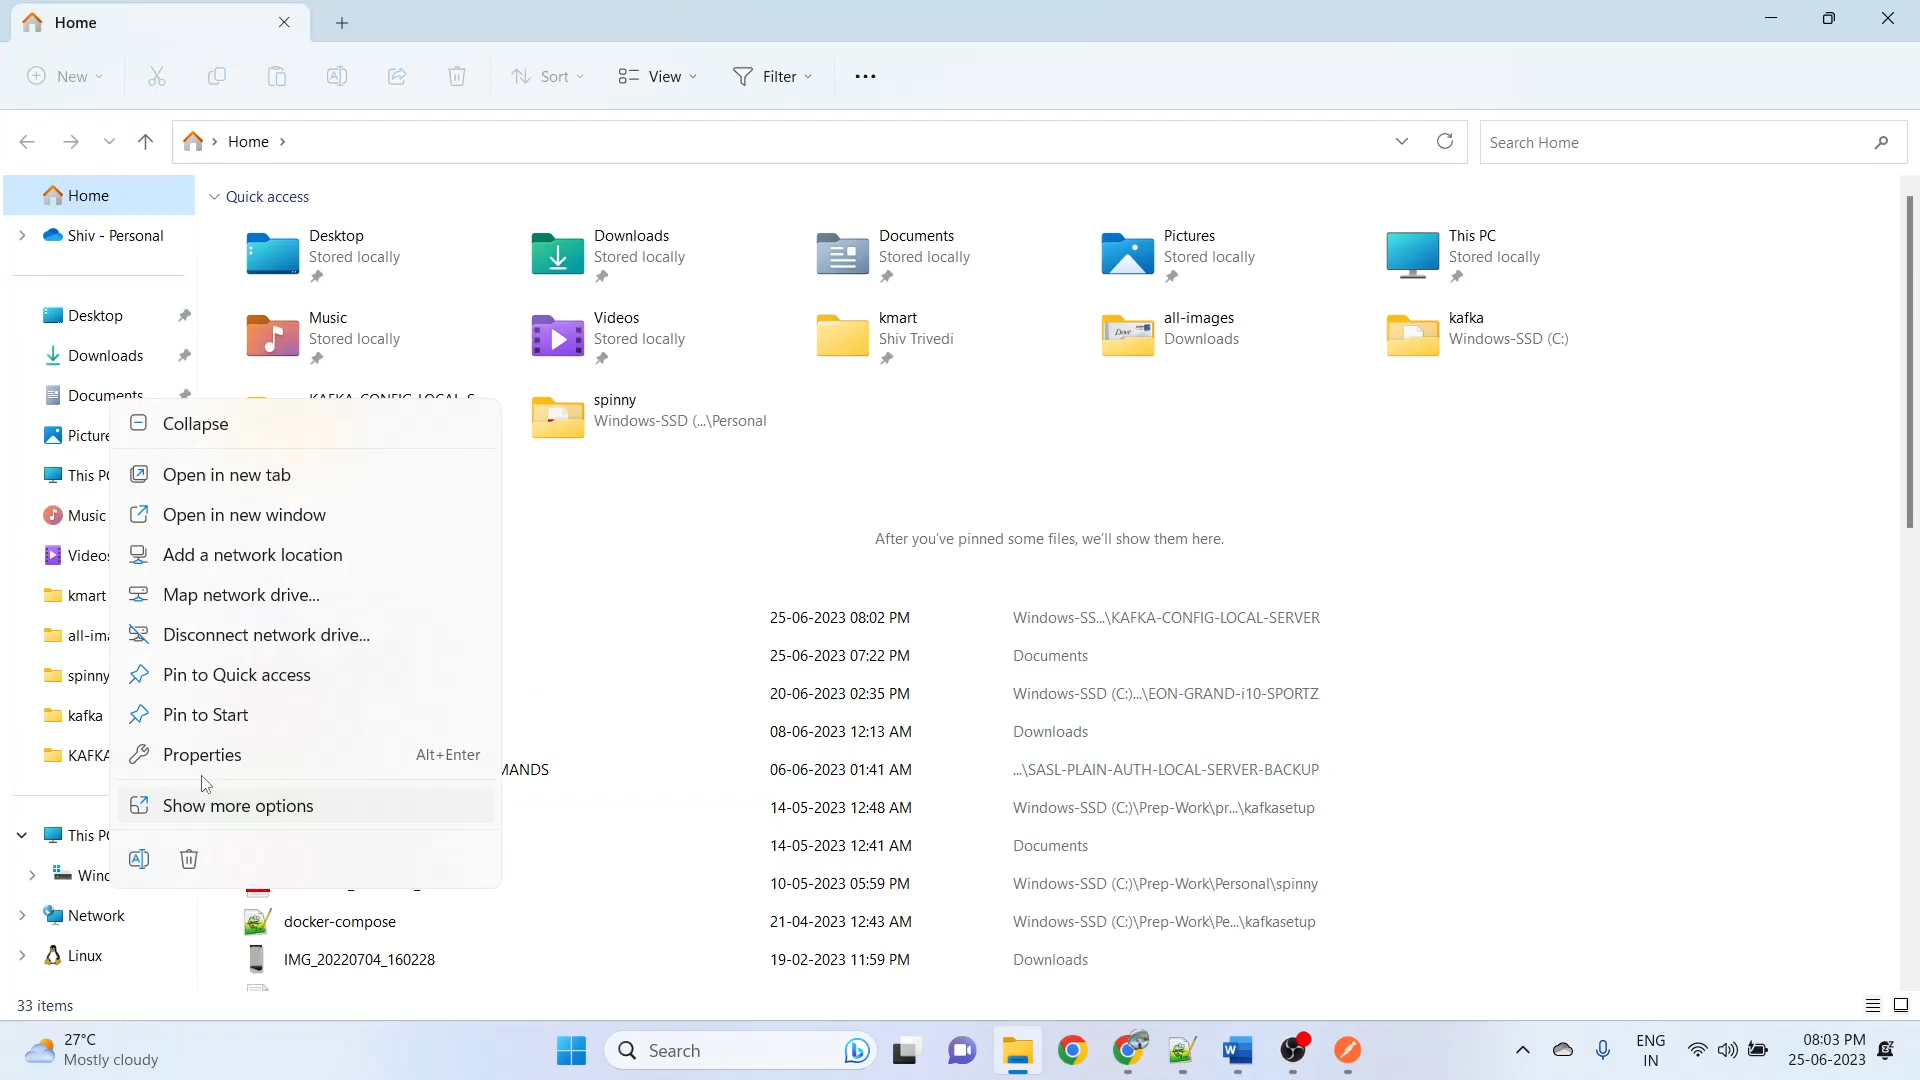 Home
New
Sort
View
Filter
Home
Search Home
Home
Shiv - Personal
Desktop
Downloads
Documents
This
Music
Videos
kmart
spinny
kafka
Network
Linux
33 items
Quick access
Desktop
Stored locally
Downloads
Stored locally
Documents
Stored locally
Pictures
Stored locally
This PC
Stored locally
Music
Stored locally
Videos
Stored locally
kmart
Shiv Trivedi
all-images
Downloads
kafka
Windows-SSD (C:)
KAFKA-CONFIG-LOCAL-S
spinny
Windows-SSD (...\Personal
Collapse
Open in new tab
Open in new window
Add a network location
Map network drive...
Disconnect network drive...
Pin to Quick access
Pin to Start
Properties Alt+Enter
Show more options
After you've pinned some files, we'll show them here.
25-06-2023 08:02 PM Windows-SS...\KAFKA-CONFIG-LOCAL-SERVER
25-06-2023 07:22 PM Documents
20-06-2023 02:35 PM Windows-SSD (C:)...\EON-GRAND-i10-SPORTZ
08-06-2023 12:13 AM Downloads
MANDS 06-06-2023 01:41 AM ...\SASL-PLAIN-AUTH-LOCAL-SERVER-BACKUP
14-05-2023 12:48 AM Windows-SSD (C:)\Prep-Work\pr...\kafkasetup
14-05-2023 12:41 AM Documents
10-05-2023 05:59 PM Windows-SSD (C:)\Prep-Work\Personal\spinny
docker-compose 21-04-2023 12:43 AM Windows-SSD (C:)\Prep-Work\Pe...\kafkasetup
IMG_20220704_160228 19-02-2023 11:59 PM Downloads
27°C
Mostly cloudy
Search
ENG
IN
08:03 PM
25-06-2023